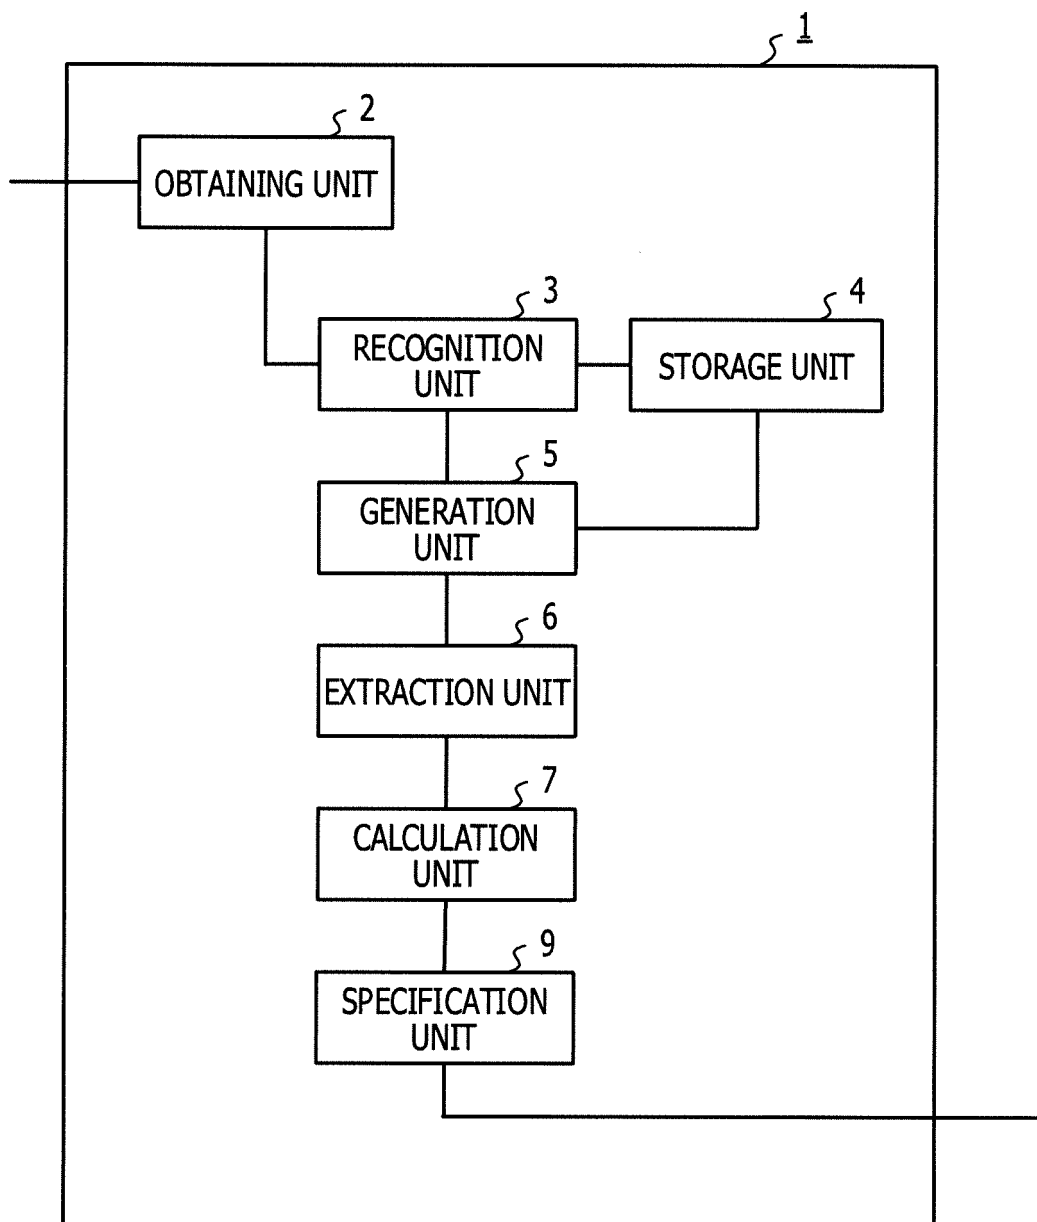 1
2
OBTAINING UNIT
3
RECOGNITION
UNIT
4
STORAGE UNIT
5
GENERATION
UNIT
6
EXTRACTION UNIT
7
CALCULATION
UNIT
9
SPECIFICATION
UNIT